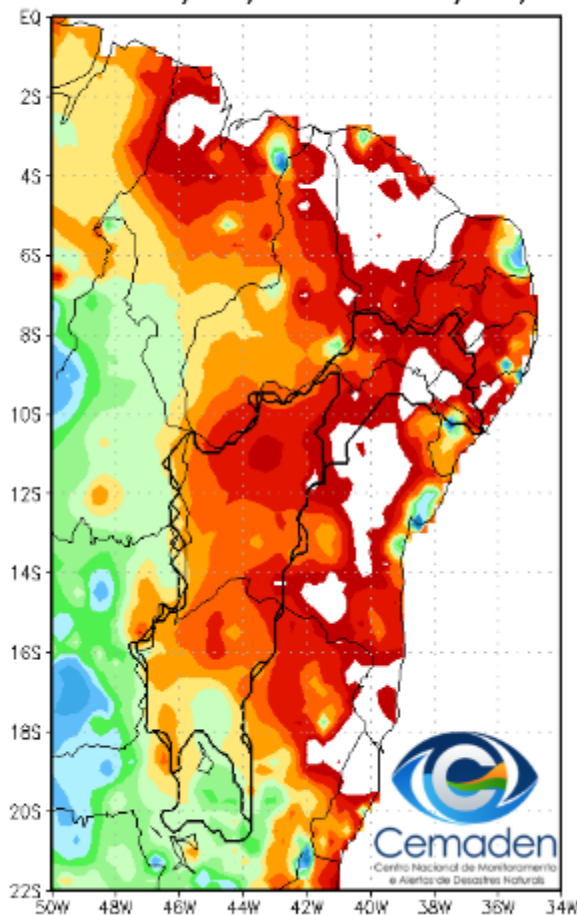 EQ
2S
4S
6S
8S
10S
12S
14S
16S
18S
20S
22S
50W 48W 46W 44W 42W 40W 38W 36W 34W
Cemaden
Centro Nacional de Monitoramento
e Alertas de Desastres Naturais